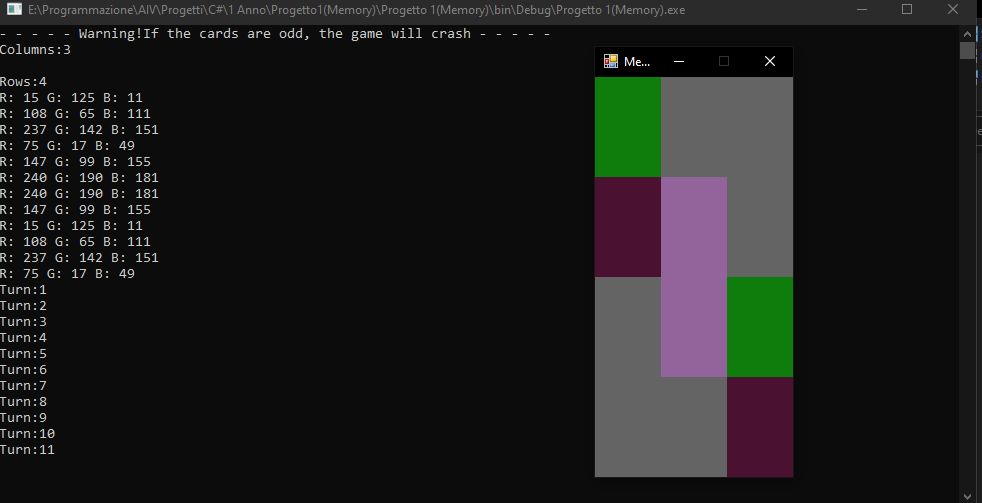 E:\Programmazione\AIV\Progetti\C#\1 Anno\Progetto1(Memory)\Progetto 1(Memory)\bin\Debug\Progetto 1(Memory).exe
- - - - - Warning!If the cards are odd, the game will crash - - - - -
Columns:3
Me...
Rows:4
R: 15 G: 125 B: 11
R: 108 G: 65 B: 111
R: 237 G: 142 B: 151
R: 75 G: 17 B: 49
R: 147 G: 99 B: 155
R: 240 G: 190 B: 181
R: 240 G: 190 B: 181
R: 147 G: 99 B: 155
R: 15 G: 125 B: 11
R: 108 G: 65 B: 111
R: 237 G: 142 B: 151
R: 75 G: 17 B: 49
Turn:1
Turn:2
Turn:3
Turn:4
Turn:5
Turn:6
Turn:7
Turn:8
Turn:9
Turn:10
Turn:11